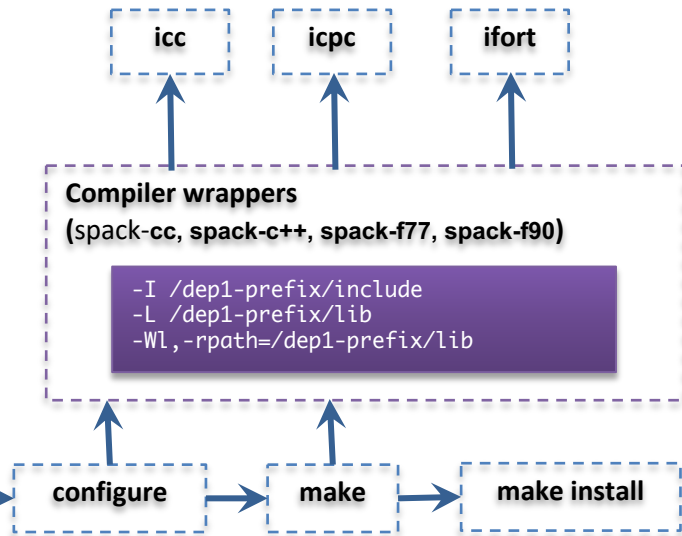 icc icpc ifort
Compiler wrappers
(spack-cc, spack-c++, spack-f77, spack-f90)
-I /dep1-prefix/include
-L /dep1-prefix/lib
-Wl,-rpath=/dep1-prefix/lib
configure make make install